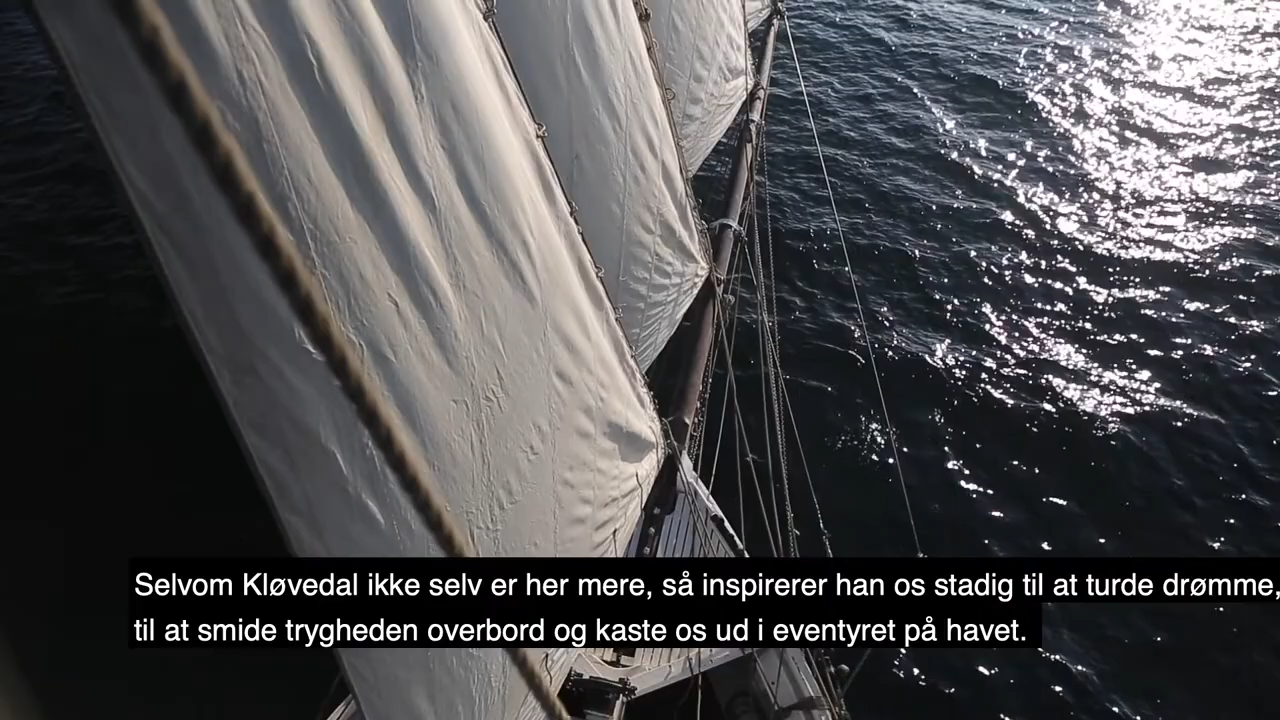 Selvom Kløvedal ikke selv er her mere, så inspirerer han os stadig til at turde drømme,
til at smide trygheden overbord og kaste os ud i eventyret på havet.